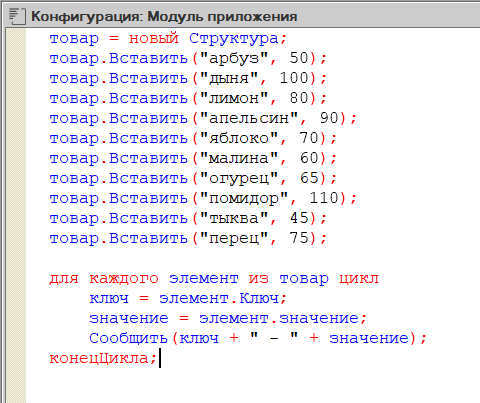 Конфигурация: Модуль приложения
товар = новый Структура;
товар.Вставить("арбуз", 50);
товар.Вставить("дыня", 100);
товар.Вставить("лимон", 80);
товар.Вставить("апельсин", 90);
товар.Вставить("яблоко", 70);
товар.Вставить("малина", 60);
товар.Вставить("огурец", 65);
товар.Вставить("помидор", 110);
товар.Вставить("тыква", 45);
товар.Вставить("перец", 75);
для каждого элемент из товар цикл
ключ = элемент.Ключ;
значение = элемент.значение;
Сообщить(ключ + " - " + значение);
конецЦикла;